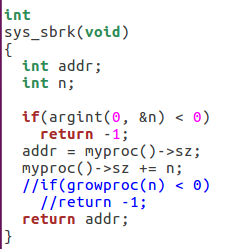 int
sys_sbrk(void)
{
  int addr;
  int n;

  if(argint(0, &n) < 0)
    return -1;
  addr = myproc()->sz;
  myproc()->sz += n;
  //if(growproc(n) < 0)
    //return -1;
  return addr;
}